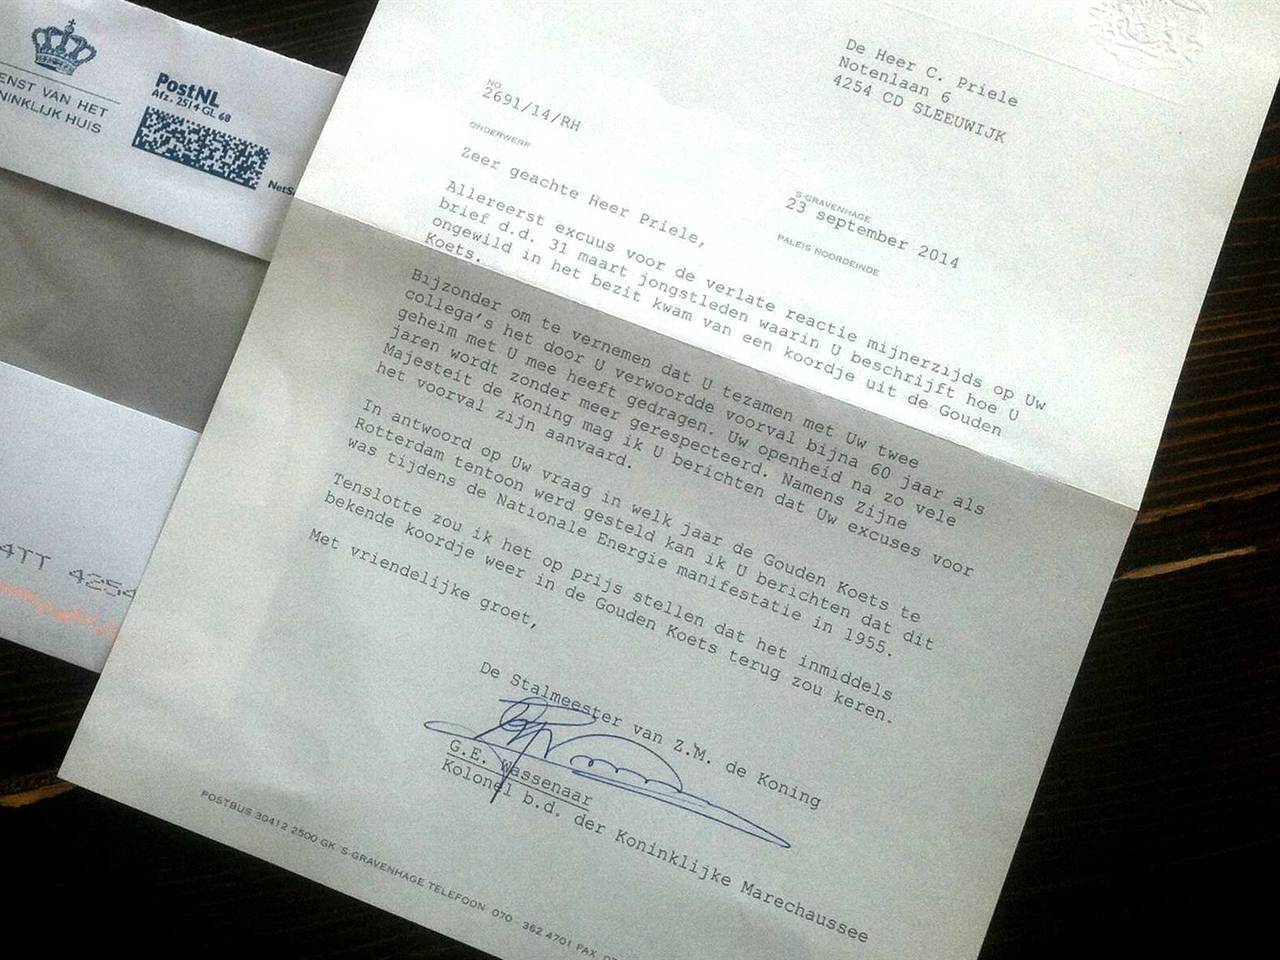 ENST VAN HET
NINKLIJK HUIS
PostNL
Afz. 2514 GL 68
NetS
4TT 4254
De Heer C. Priele
Notenlaan 6
4254 CD SLEEUWIJK
NO.
2691/14/RH
ONDERWERP
'S-GRAVENHAGE
23 september 2014
PALEIS NOORDEINDE
Zeer geachte Heer Priele,
Allereerst excuus voor de verlate reactie mijnerzijds op Uw
brief d.d. 31 maart jongstleden waarin U beschrijft hoe U
ongewild in het bezit kwam van een koordje uit de Gouden
Koets.
Bijzonder om te vernemen dat U tezamen met Uw twee
collega's het door U verwoordde voorval bijna 60 jaar als
geheim met U mee heeft gedragen. Uw openheid na zo vele
jaren wordt zonder meer gerespecteerd. Namens Zijne
Majesteit de Koning mag ik U berichten dat Uw excuses voor
het voorval zijn aanvaard.
In antwoord op Uw vraag in welk jaar de Gouden Koets te
Rotterdam tentoon werd gesteld kan ik U berichten dat dit
was tijdens de Nationale Energie manifestatie in 1955.
Tenslotte zou ik het op prijs stellen dat het inmiddels
bekende koordje weer in de Gouden Koets terug zou keren.
Met vriendelijke groet,
De Stalmeester van Z.M. de Koning
G.E. Wassenaar
Kolonel b.d. der Koninklijke Marechaussee
POSTBUS 30412 2500 GK 'S-GRAVENHAGE TELEFOON 070 - 362 4701 FAX